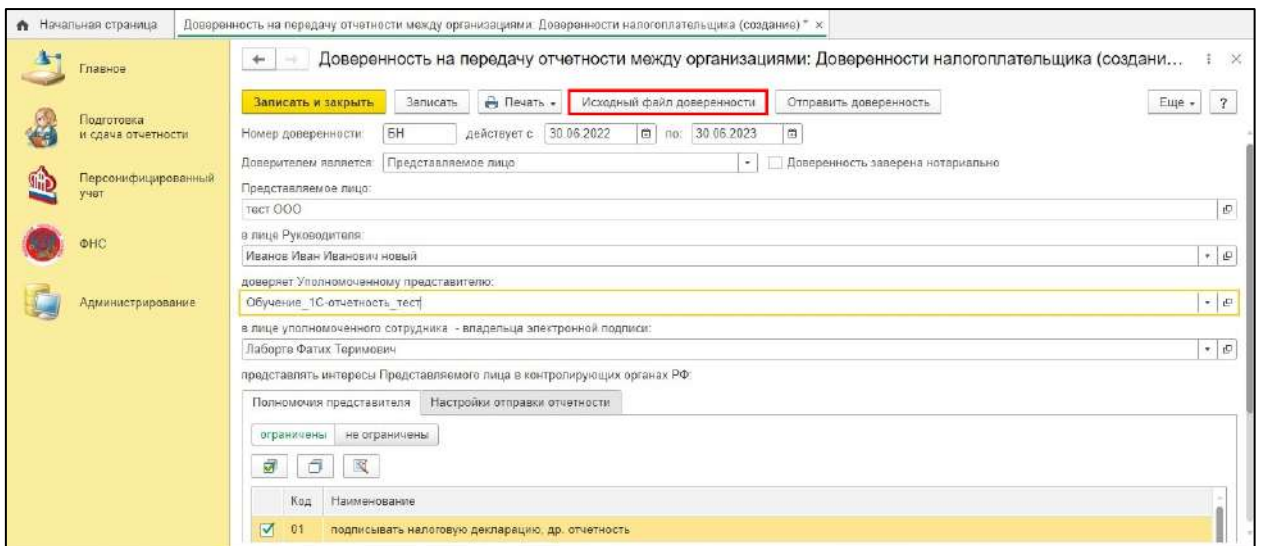 Начальная страница
Доверенность на передачу отчетности между организациями: Доверенности налогоплательщика (создание) * ×
Главное
Подготовка
и сдача отчетности
Персонифицированный
учет
ФНС
Администрирование
Доверенность на передачу отчетности между организациями: Доверенности налогоплательщика (создани...
Записать и закрыть Записать Печать Исходный файл доверенности Отправить доверенность Еще ?
Номер доверенности: БН действует с 30.06.2022 по: 30.06.2023
Доверителем является: Представляемое лицо Доверенность заверена нотариально
Представляемое лицо:
тест ООО
в лице Руководителя:
Иванов Иван Иванович новый
доверяет Уполномоченному представителю:
Обучение_1С-отчетность_тест
в лице уполномоченного сотрудника - владельца электронной подписи:
Лаборте Фатих Теримович
представлять интересы Представляемого лица в контролирующих органах РФ:
Полномочия представителя Настройки отправки отчетности
ограничены не ограничены
Код Наименование
01 подписывать налоговую декларацию, др. отчетность